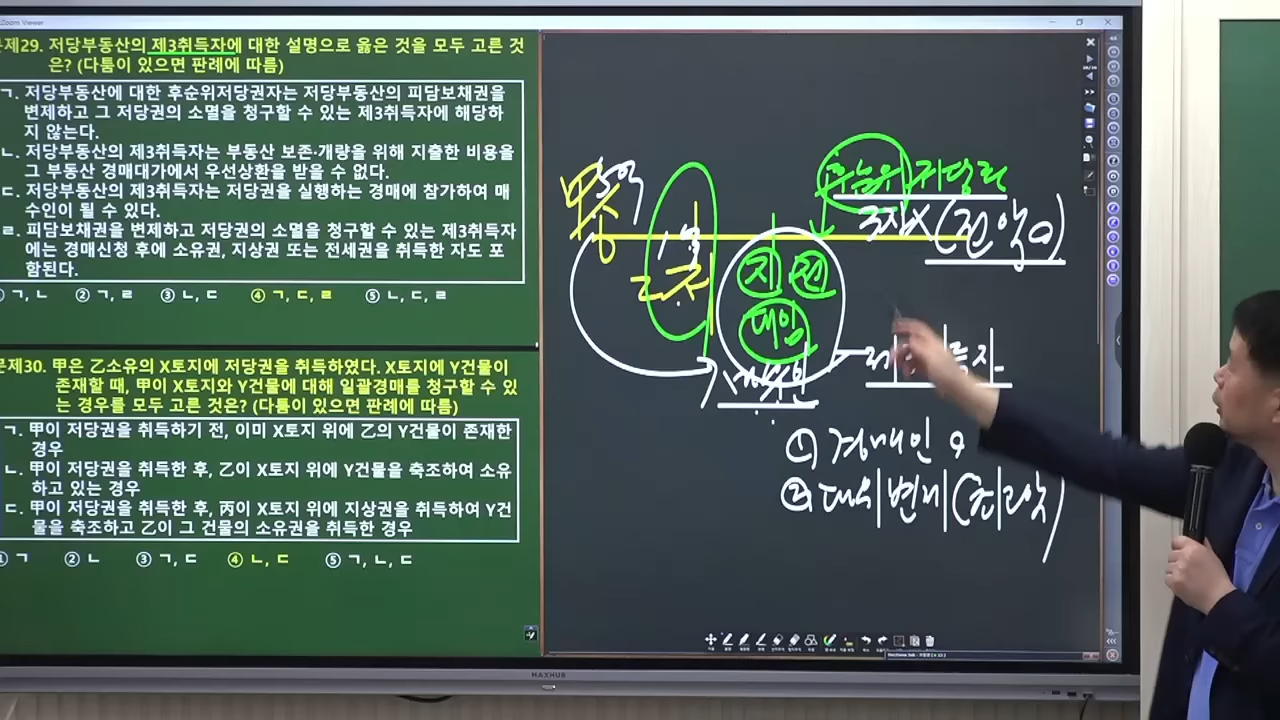 Zoom Viewer
문제29. 저당부동산의 제3취득자에 대한 설명으로 옳은 것을 모두 고른 것
은? (다툼이 있으면 판례에 따름)
ㄱ. 저당부동산에 대한 후순위저당권자는 저당부동산의 피담보채권을
변제하고 그 저당권의 소멸을 청구할 수 있는 제3취득자에 해당하
지 않는다.
ㄴ. 저당부동산의 제3취득자는 부동산 보존·개량을 위해 지출한 비용을
그 부동산 경매대가에서 우선상환을 받을 수 없다.
ㄷ. 저당부동산의 제3취득자는 저당권을 실행하는 경매에 참가하여 매
수인이 될 수 있다.
ㄹ. 피담보채권을 변제하고 저당권의 소멸을 청구할 수 있는 제3취득자
에는 경매신청 후에 소유권, 지상권 또는 전세권을 취득한 자도 포
함된다.
① ㄱ, ㄴ ② ㄱ, ㄹ ③ ㄴ, ㄷ ④ ㄱ, ㄷ, ㄹ ⑤ ㄴ, ㄷ, ㄹ
문제30. 甲은 乙소유의 X토지에 저당권을 취득하였다. X토지에 Y건물이
존재할 때, 甲이 X토지와 Y건물에 대해 일괄경매를 청구할 수 있
는 경우를 모두 고른 것은? (다툼이 있으면 판례에 따름)
ㄱ. 甲이 저당권을 취득하기 전, 이미 X토지 위에 乙의 Y건물이 존재한
경우
ㄴ. 甲이 저당권을 취득한 후, 乙이 X토지 위에 Y건물을 축조하여 소유
하고 있는 경우
ㄷ. 甲이 저당권을 취득한 후, 丙이 X토지 위에 지상권을 취득하여 Y건
물을 축조하고 乙이 그 건물의 소유권을 취득한 경우
① ㄱ ② ㄴ ③ ㄱ, ㄷ ④ ㄴ, ㄷ ⑤ ㄱ, ㄴ, ㄷ
후순위 저당권
甲 5억
(전액)
지 전
대임
① 경매인
② 대위변제 (최고액)
MAXHUB